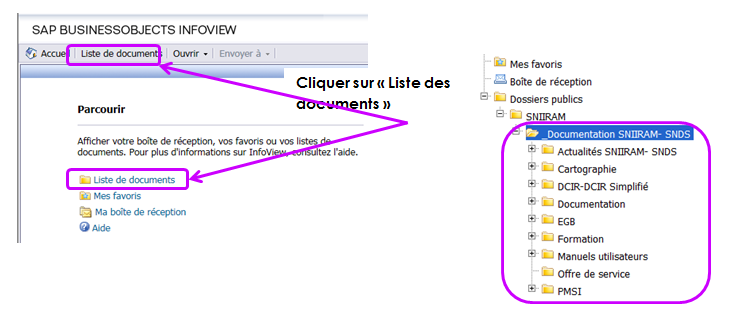 SAP BUSINESSOBJECTS INFOVIEW
Accue Liste de documents Ouvrir Envoyer à
Cliquer sur « Liste des
documents »
Parcourir
Afficher votre boîte de réception, vos favoris ou vos listes de
documents. Pour plus d'informations sur InfoView, consultez l'aide.
Liste de documents
Mes favoris
Ma boîte de réception
Aide
Mes favoris
Boîte de réception
Dossiers publics
SNIIRAM
_Documentation SNIIRAM- SNDS
Actualités SNIIRAM- SNDS
Cartographie
DCIR-DCIR Simplifié
Documentation
EGB
Formation
Manuels utilisateurs
Offre de service
PMSI